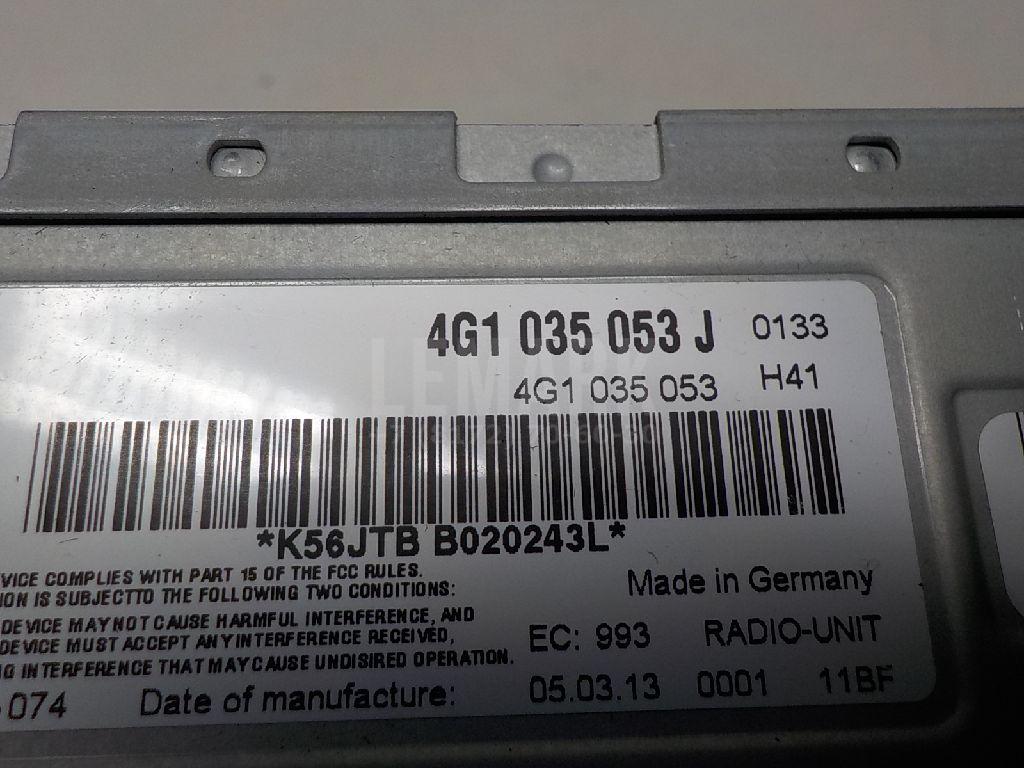 4G1 035 053 J 0133
4G1 035 053 H41
LEMARK
*K56JTB B020243L*
VICE COMPLIES WITH PART 15 OF THE FCC RULES.
ION IS SUBJECTTO THE FOLLOWING TWO CONDITIONS:
DEVICE MAY NOT CAUSE HARMFUL INTERFERENCE, AND
DEVICE MUST ACCEPT ANY INTERFERENCE RECEIVED,
NG INTERFERENCE THAT MAY CAUSE UNDISIRED OPERATION.
Made in Germany
EC: 993 RADIO-UNIT
074 Date of manufacture: 05.03.13 0001 11BF